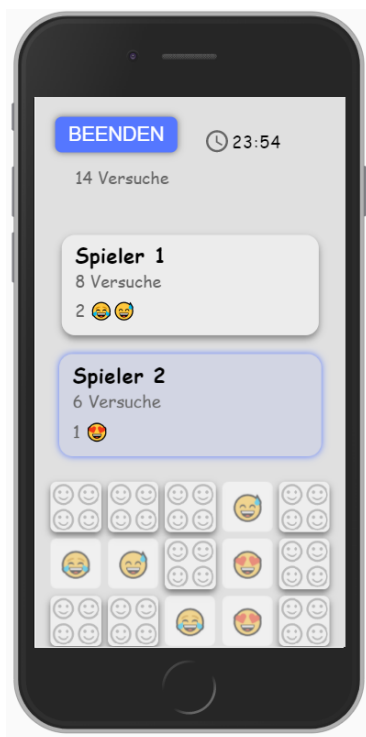 BEENDEN
23:54
14 Versuche
Spieler 1
8 Versuche
2 😂😅
Spieler 2
6 Versuche
1 😍